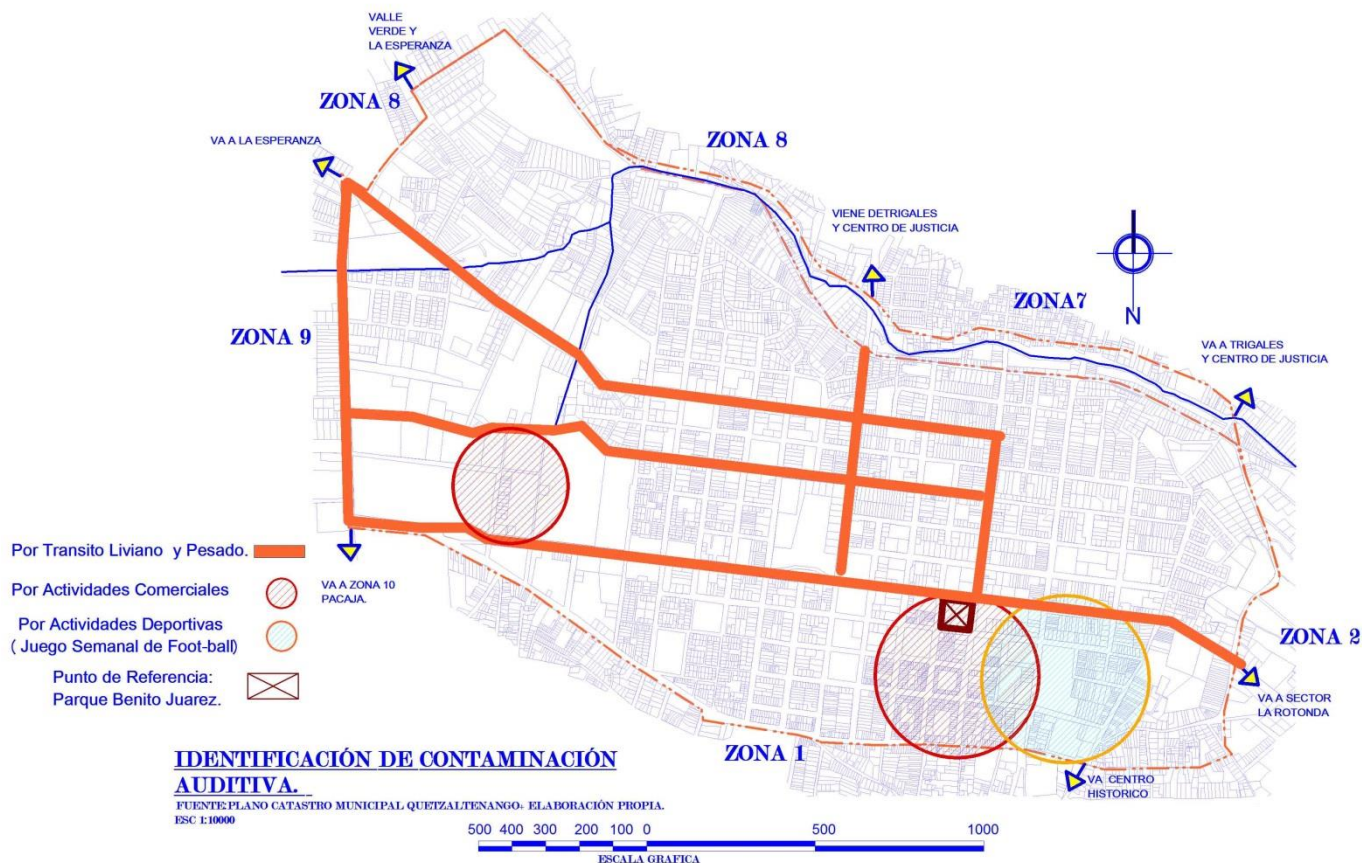 VALLE
VERDE Y
LA ESPERANZA
ZONA 8
VA A LA ESPERANZA
ZONA 8
VIENE DETRIGALES
Y CENTRO DE JUSTICIA
N
ZONA7
ZONA 9
VA A TRIGALES
Y CENTRO DE JUSTICIA
Por Transito Liviano y Pesado.
VA A ZONA 10
PACAJA.
Por Actividades Comerciales
Por Actividades Deportivas
( Juego Semanal de Foot-ball)
Punto de Referencia:
Parque Benito Juarez.
ZONA 2
VA A SECTOR
LA ROTONDA
ZONA 1
VA CENTRO
HISTORICO
IDENTIFICACIÓN DE CONTAMINACIÓN
AUDITIVA.
FUENTE:PLANO CATASTRO MUNICIPAL QUETZALTENANGO+ ELABORACIÓN PROPIA.
ESC 1:10000
500 400 300 200 100 0 500 1000
ESCALA GRAFICA